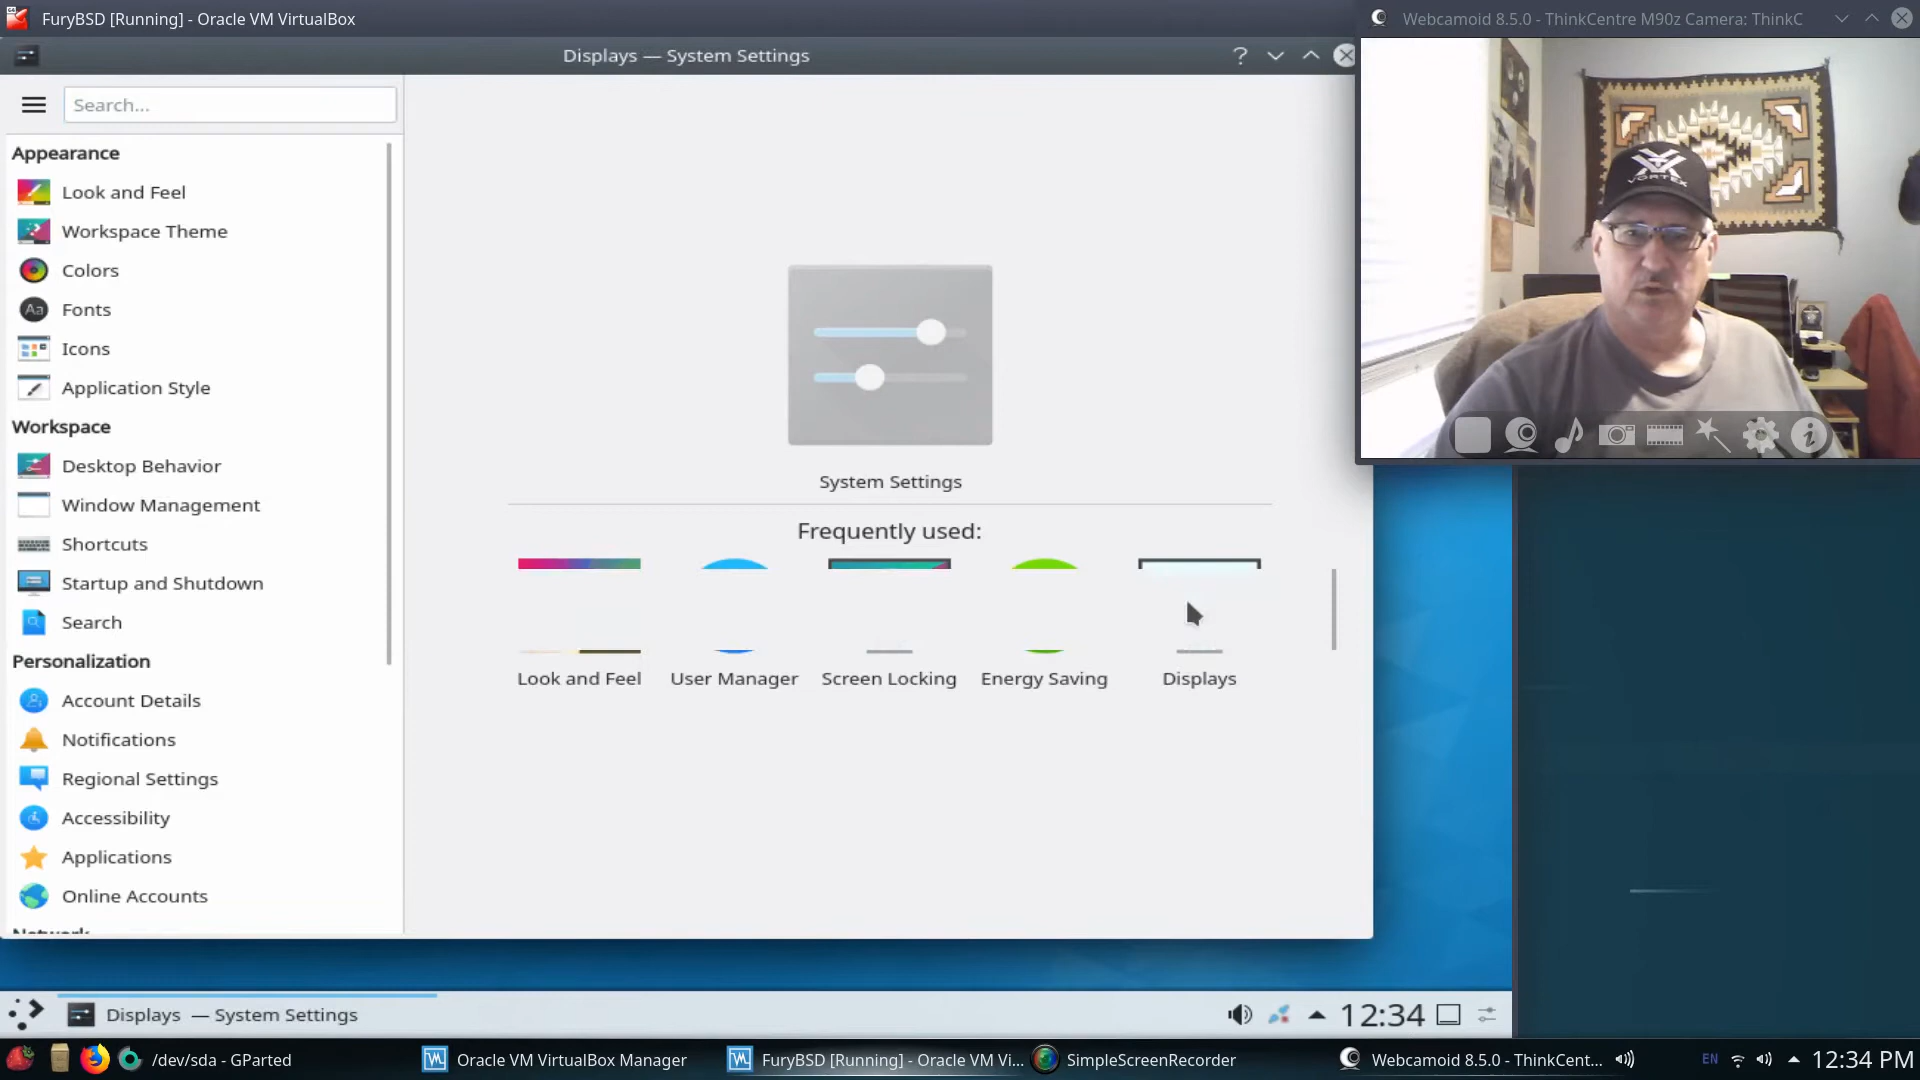 FuryBSD [Running] - Oracle VM VirtualBox
Webcamoid 8.5.0 - ThinkCentre M90z Camera: ThinkC
Displays — System Settings
Search...
Appearance
Look and Feel
Workspace Theme
Colors
Fonts
Icons
Application Style
Workspace
Desktop Behavior
Window Management
Shortcuts
Startup and Shutdown
Search
Personalization
Account Details
Notifications
Regional Settings
Accessibility
Applications
Online Accounts
Network
System Settings
Frequently used:
Look and Feel
User Manager
Screen Locking
Energy Saving
Displays
VORTEX
Displays — System Settings
12:34
/dev/sda - GParted
Oracle VM VirtualBox Manager
FuryBSD [Running] - Oracle VM Vi...
SimpleScreenRecorder
Webcamoid 8.5.0 - ThinkCent...
EN
12:34 PM